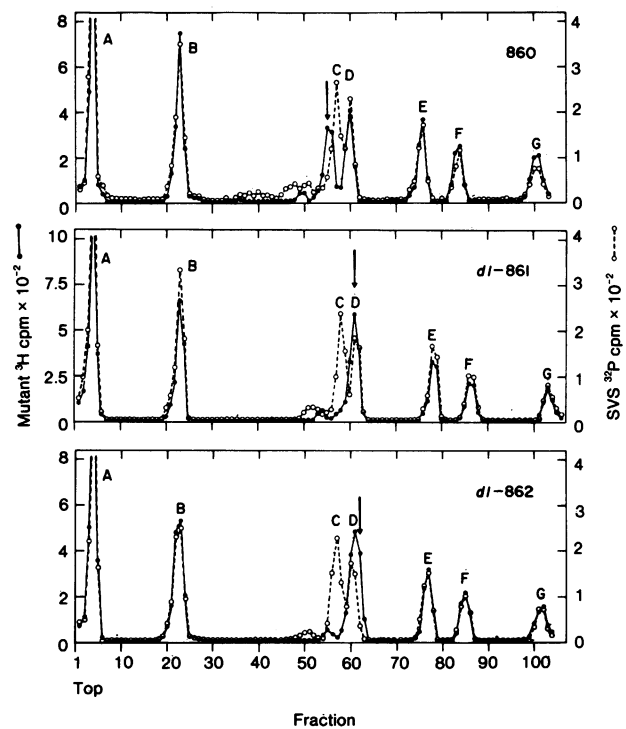 8
6
4
2
0
4
3
2
1
0
A
B
C
D
E
F
G
860
10
7.5
5.0
2.5
0
4
3
2
1
0
A
B
C
D
E
F
G
dl-861
8
6
4
2
0
4
3
2
1
0
A
B
C
D
E
F
G
dl-862
1 10 20 30 40 50 60 70 80 90 100
Top
Fraction
Mutant ³H cpm × 10⁻²
SVS ³²P cpm × 10⁻²